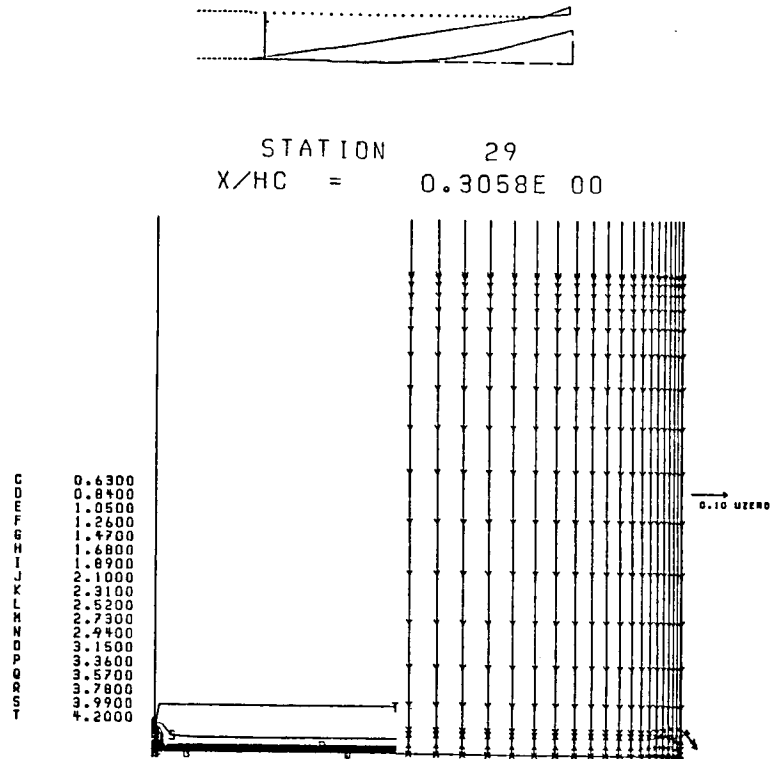 STATION 29
X/HC = 0.3058E 00
C 0.6300
D 0.8400
E 1.0500
F 1.2600
G 1.4700
H 1.6800
I 1.8900
J 2.1000
K 2.3100
L 2.5200
M 2.7300
N 2.9400
O 3.1500
P 3.3600
Q 3.5700
R 3.7800
S 3.9900
T 4.2000
0.10 UZERO
T
S